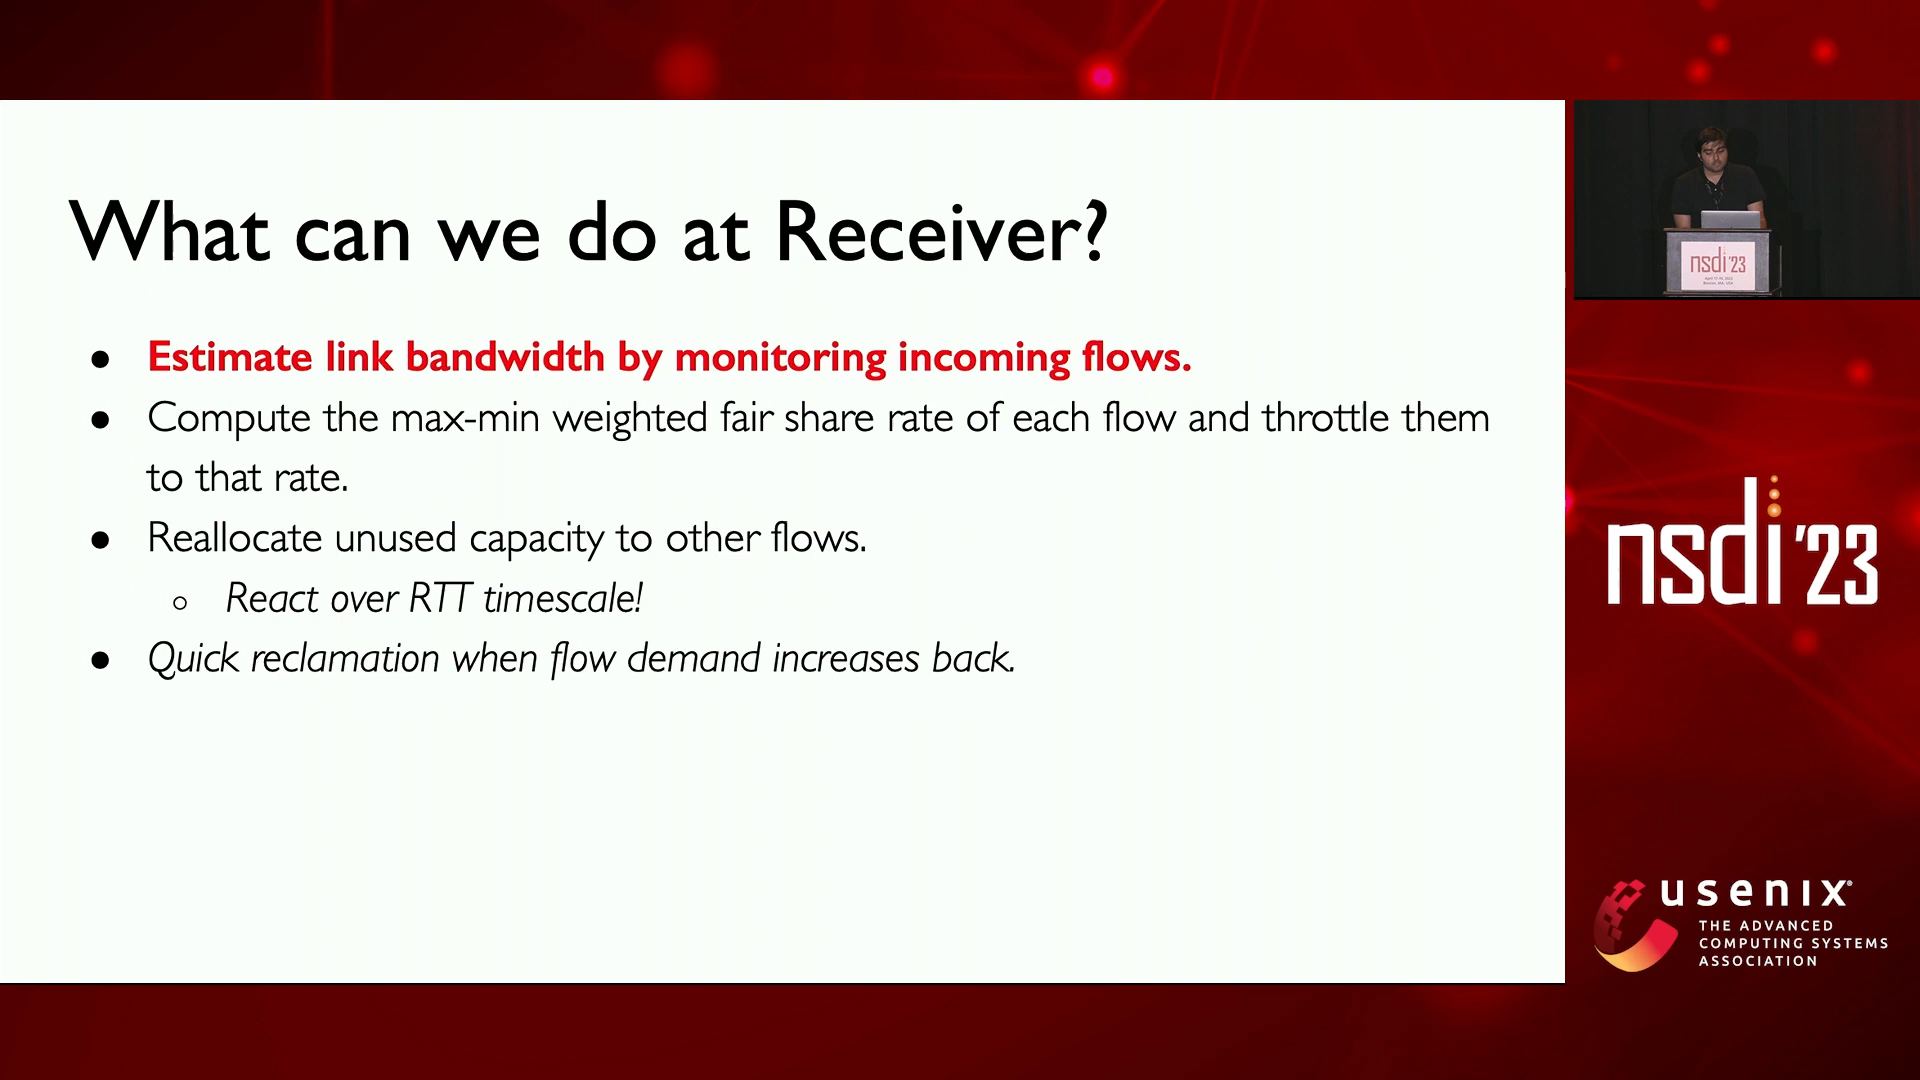 What can we do at Receiver?
● Estimate link bandwidth by monitoring incoming flows.
● Compute the max-min weighted fair share rate of each flow and throttle them
to that rate.
● Reallocate unused capacity to other flows.
○ React over RTT timescale!
● Quick reclamation when flow demand increases back.
nsdi '23
nsdi '23
usenix®
THE ADVANCED
COMPUTING SYSTEMS
ASSOCIATION